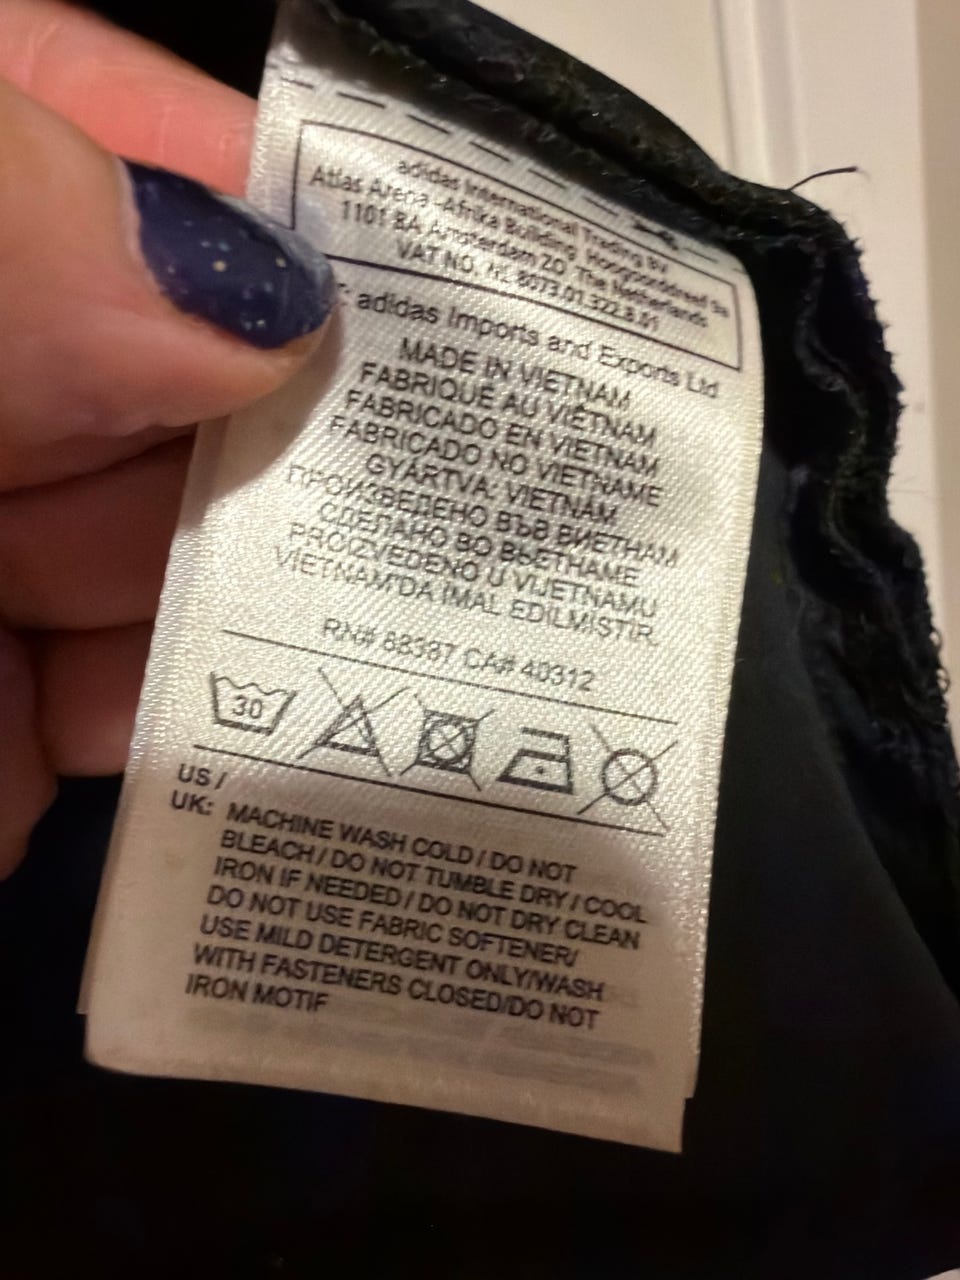 adidas International Trading BV
Atlas Arena -Afrika Building Hoogoorddreef 9a
1101 BA Amsterdam ZO The Netherlands
VAT NO. NL 8073.01.322.B.01
: adidas Imports and Exports Ltd
MADE IN VIETNAM
FABRIQUÉ AU VIÊTNAM
FABRICADO EN VIETNAM
FABRICADO NO VIETNAME
GYÁRTVA: VIETNAM
ПРОИЗВЕДЕНО ВЪВ ВИЕТНАМ
СДЕЛАНО ВО ВЬЕТНАМЕ
PROIZVEDENO U VIJETNAMU
VIETNAM'DA IMAL EDILMISTIR.
RN# 88387 CA# 40312
30
US /
UK: MACHINE WASH COLD / DO NOT
BLEACH / DO NOT TUMBLE DRY / COOL
IRON IF NEEDED / DO NOT DRY CLEAN
DO NOT USE FABRIC SOFTENER/
USE MILD DETERGENT ONLY/WASH
WITH FASTENERS CLOSED/DO NOT
IRON MOTIF